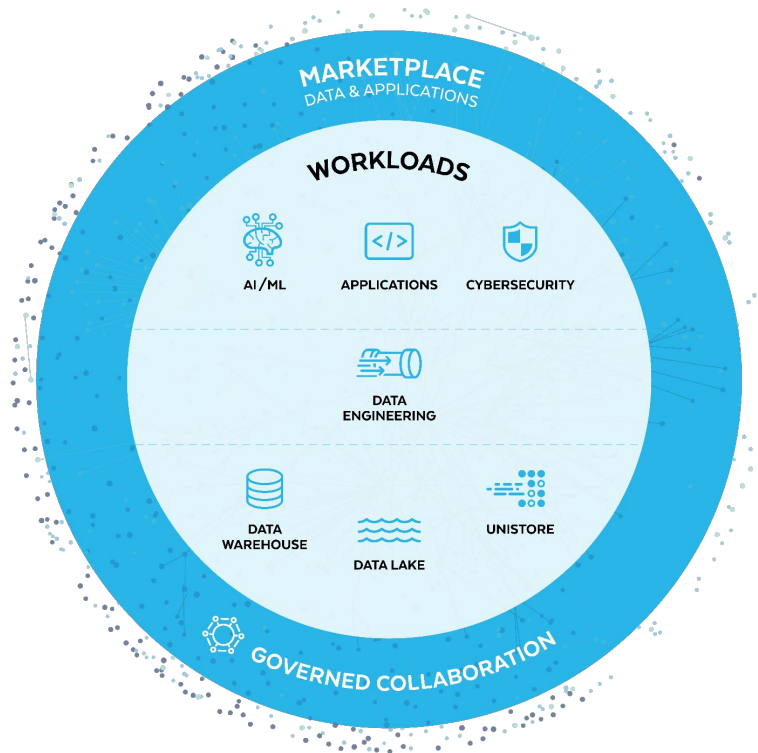 MARKETPLACE
DATA & APPLICATIONS
WORKLOADS
</>
AI/ML
APPLICATIONS
CYBERSECURITY
DATA
ENGINEERING
DATA
WAREHOUSE
DATA LAKE
UNISTORE
GOVERNED COLLABORATION